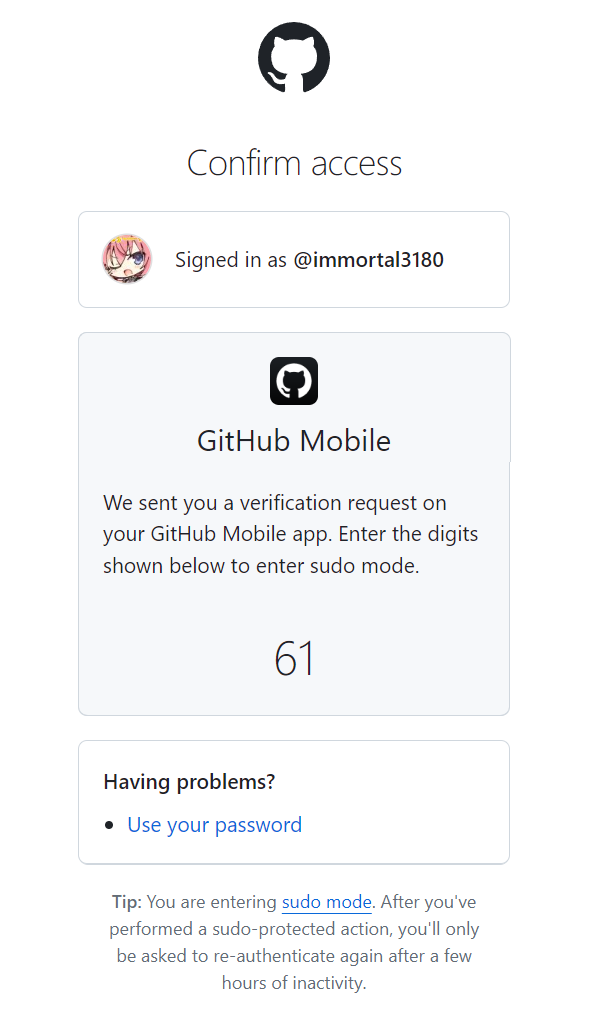 Confirm access
Signed in as @immortal3180
GitHub Mobile
We sent you a verification request on
your GitHub Mobile app. Enter the digits
shown below to enter sudo mode.
61
Having problems?
• Use your password
Tip: You are entering sudo mode. After you've
performed a sudo-protected action, you'll only
be asked to re-authenticate again after a few
hours of inactivity.